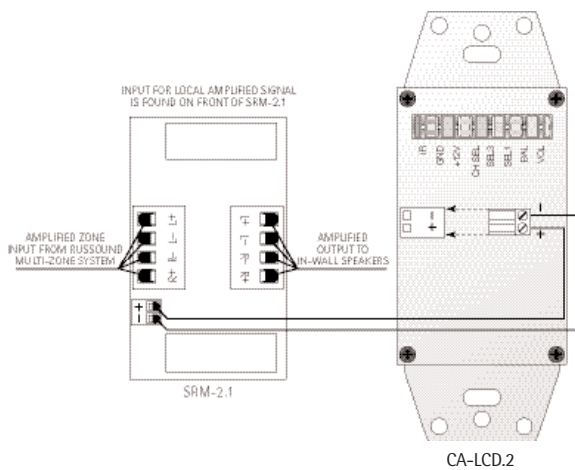 INPUT FOR LOCAL AMPLIFIED SIGNAL
IS FOUND ON FRONT OF SRM-2.1
AMPLIFIED ZONE
INPUT FROM RUSSOUND
MULTI-ZONE SYSTEM
L+
L-
R-
R+
L+
L-
R-
R+
AMPLIFIED
OUTPUT TO
IN-WALL SPEAKERS
+
-
SRM-2.1
IR
GND
+12V
CH SEL
SEL3
SEL1
BAL
VOL
-
+
-
+
CA-LCD.2